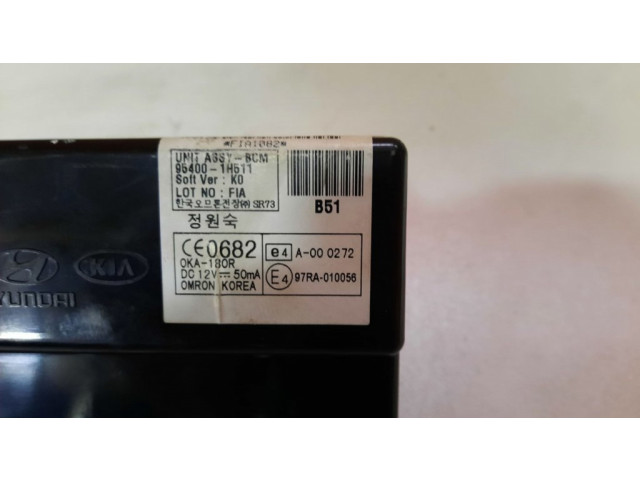 *FIA1082*
UNIT ASSY-BCM
95400-1H511
Soft Ver : K0
LOT NO : FIA
한국오므론전장㈜ SR73
B51
정원숙
CE0682
OKA-180R
DC 12V 50mA
OMRON KOREA
e4 A-00 0272
E4 97RA-010056
HYUNDAI
KIA